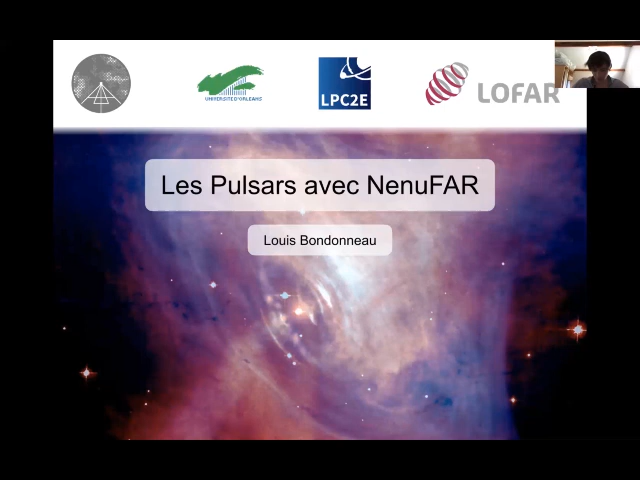 UNIVERSITÉ D'ORLÉANS
LPC2E
LOFAR
Les Pulsars avec NenuFAR
Louis Bondonneau